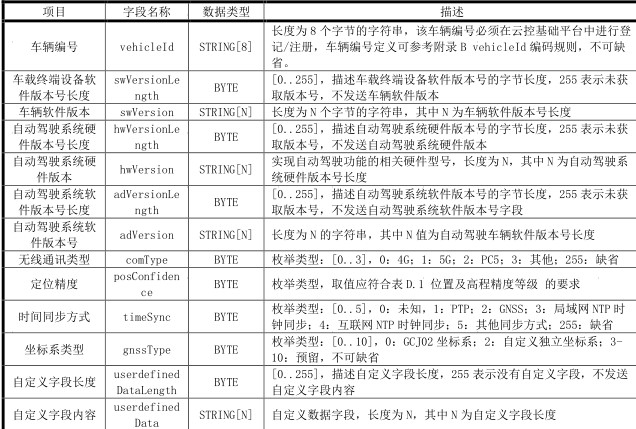 项目 字段名称 数据类型 描述
车辆编号 vehicleId STRING[8] 长度为 8 个字节的字符串，该车辆编号必须在云控基础平台中进行登
记/注册，车辆编号定义可参考附录 B vehicleId 编码规则，不可缺
省。
车载终端设备软 swVersionLe BYTE [0..255]，描述车载终端设备软件版本号的字节长度，255 表示未获
件版本号长度 ngth 取版本号，不发送车辆软件版本
车辆软件版本 swVersion STRING[N] 长度为 N 个字节的字符串，其中 N 为车辆软件版本号长度
自动驾驶系统硬 hwVersionLe BYTE [0..255]，描述自动驾驶系统硬件版本号的字节长度，255 表示未获
件版本号长度 ngth 取版本号，不发送自动驾驶系统硬件版本
自动驾驶系统硬 hwVersion STRING[N] 实现自动驾驶功能的相关硬件型号，长度为 N，其中 N 为自动驾驶系
件版本 统硬件版本号长度
自动驾驶系统软 adVersionLe BYTE [0..255]，描述自动驾驶系统软件版本号的字节长度，255 表示未获
件版本号长度 ngth 取版本号，不发送自动驾驶系统软件版本号字段
自动驾驶系统软 adVersion STRING[N] 长度为 N 的字符串，其中 N 值为自动驾驶车辆软件版本号长度
件版本号
无线通讯类型 comType BYTE 枚举类型：[0..3]，0：4G；1：5G；2：PC5；3：其他；255：缺省
定位精度 posConfiden BYTE 枚举类型，取值应符合表 D.1 位置及高程精度等级 的要求
ce
时间同步方式 timeSync BYTE 枚举类型：[0..5]，0：未知，1：PTP；2：GNSS；3：局域网 NTP 时
钟同步；4：互联网 NTP 时钟同步；5：其他同步方式；255：缺省
坐标系类型 gnssType BYTE 枚举类型：[0..10]，0：GCJ02 坐标系；2：自定义独立坐标系；3-
10：预留，不可缺省
自定义字段长度 userdefined BYTE [0..255]，描述自定义字段长度，255 表示没有自定义字段，不发送
DataLength 自定义字段内容
自定义字段内容 userdefined STRING[N] 自定义数据字段，长度为 N，其中 N 为自定义字段长度
Data